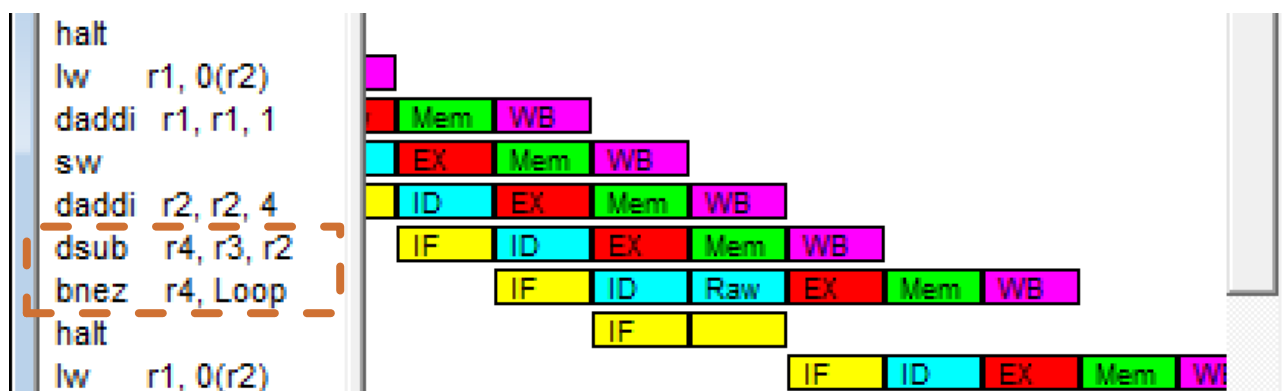 halt
lw r1, 0(r2)
daddi r1, r1, 1 Mem WB
sw EX Mem WB
daddi r2, r2, 4 ID EX Mem WB
dsub r4, r3, r2 IF ID EX Mem WB
bnez r4, Loop IF ID Raw EX Mem WB
halt IF
lw r1, 0(r2) IF ID EX Mem